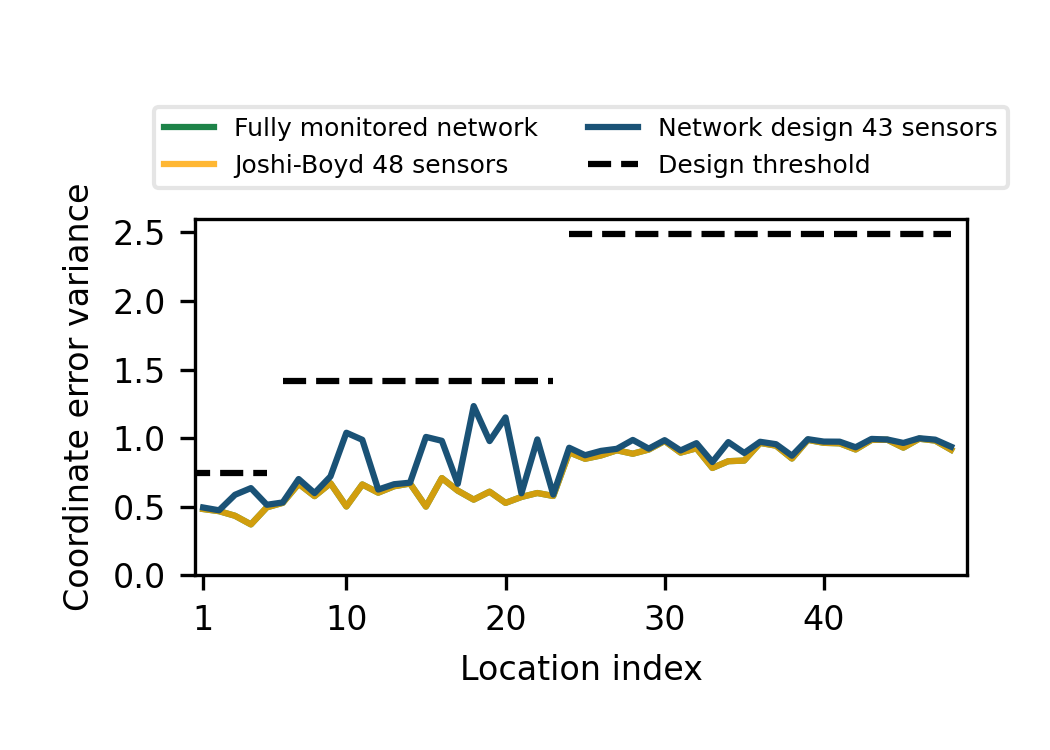 Fully monitored network
Joshi-Boyd 48 sensors
Network design 43 sensors
Design threshold
Coordinate error variance
2.5
2.0
1.5
1.0
0.5
0.0
1
10
20
30
40
Location index